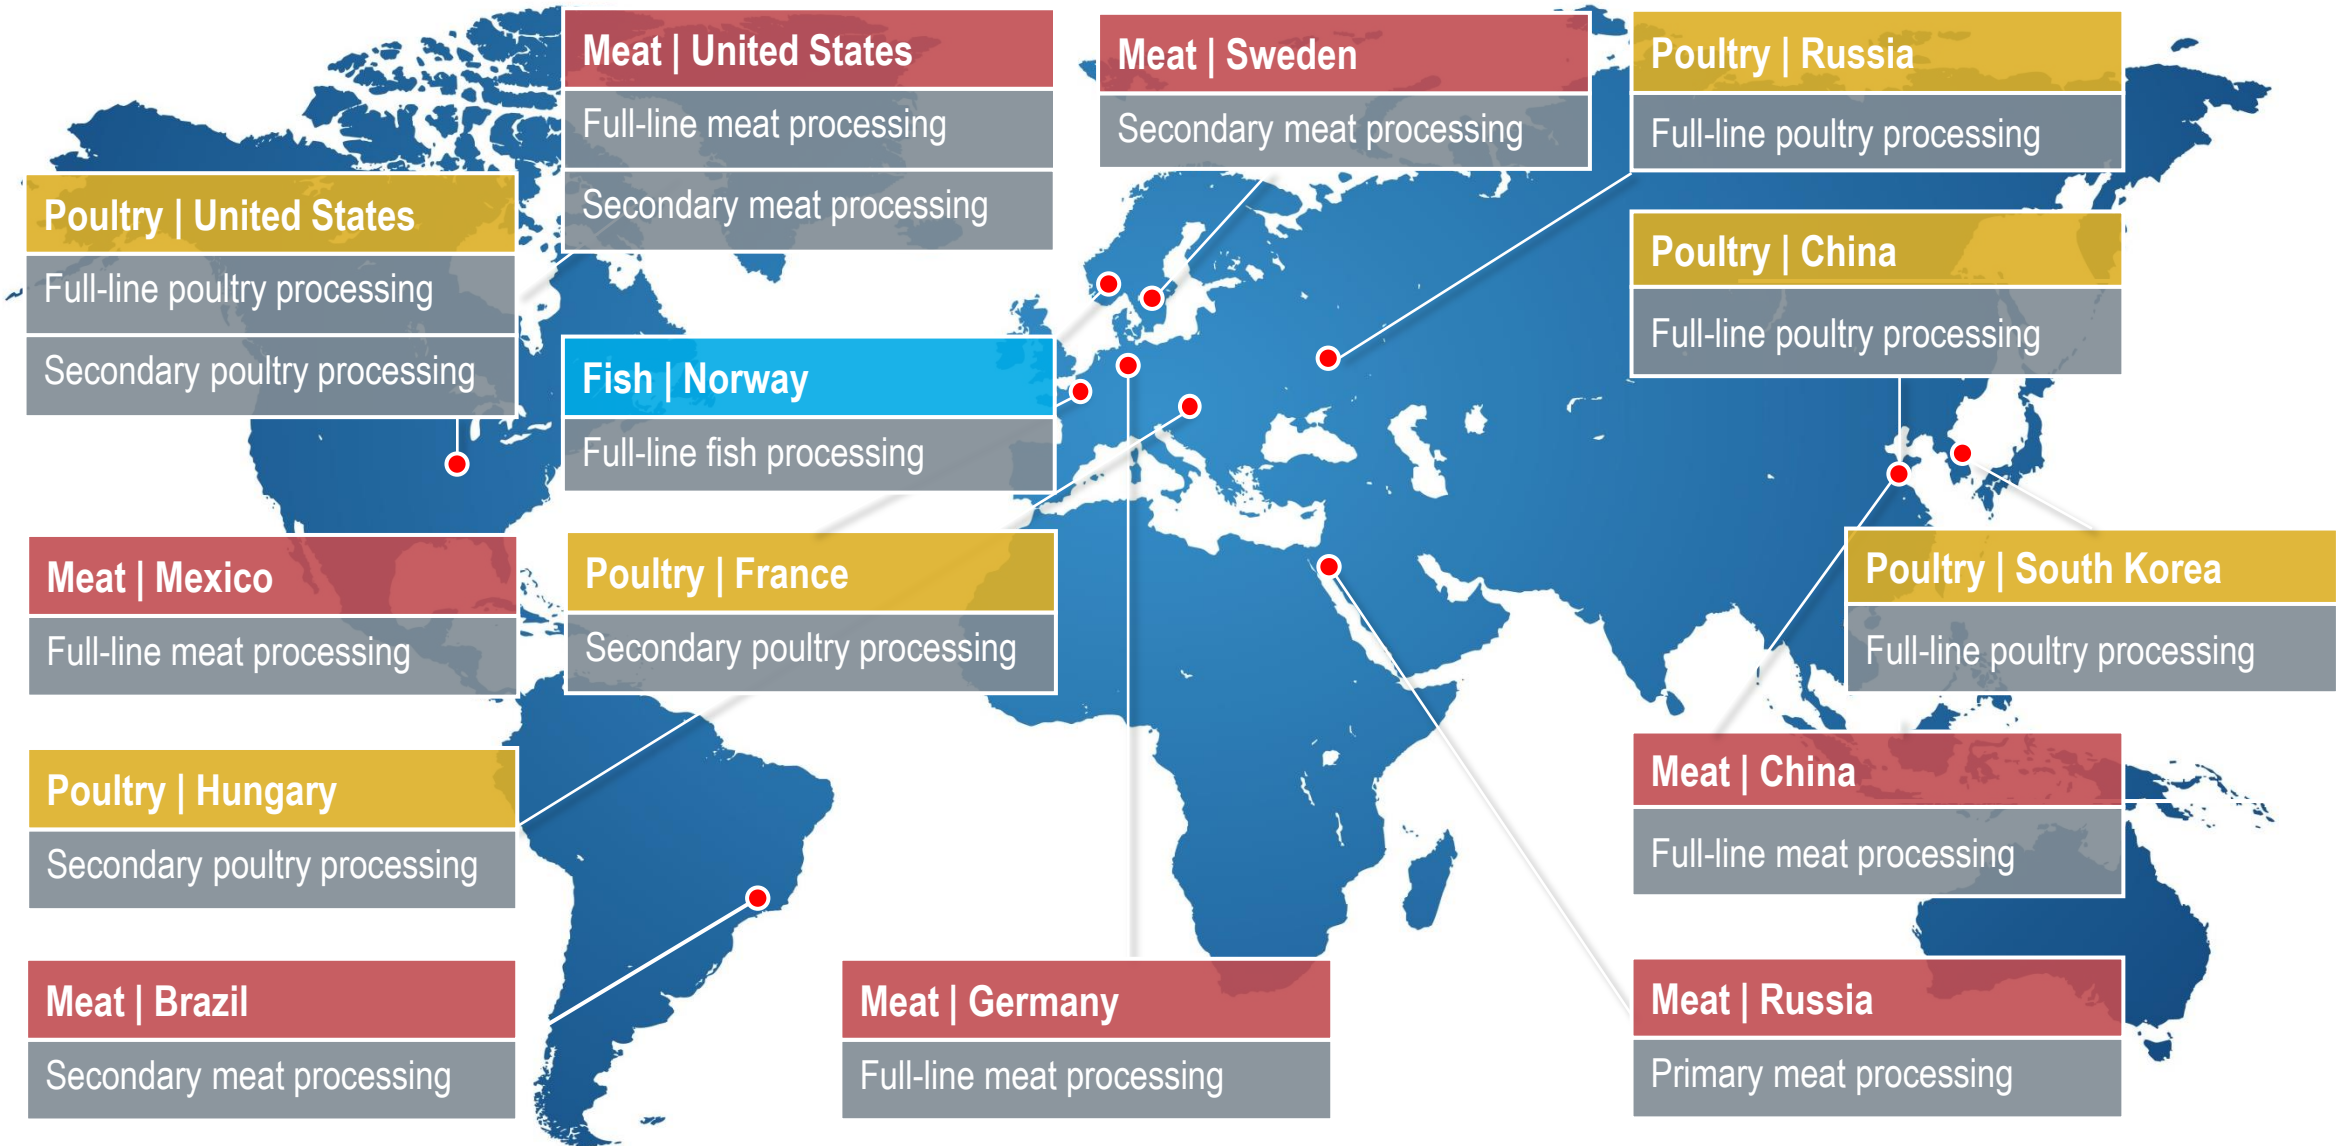 Meat | United States
Full-line meat processing
Secondary meat processing
Meat | Sweden
Secondary meat processing
Poultry | Russia
Full-line poultry processing
Poultry | United States
Full-line poultry processing
Secondary poultry processing
Poultry | China
Full-line poultry processing
Fish | Norway
Full-line fish processing
Meat | Mexico
Full-line meat processing
Poultry | France
Secondary poultry processing
Poultry | South Korea
Full-line poultry processing
Poultry | Hungary
Secondary poultry processing
Meat | China
Full-line meat processing
Meat | Brazil
Secondary meat processing
Meat | Germany
Full-line meat processing
Meat | Russia
Primary meat processing